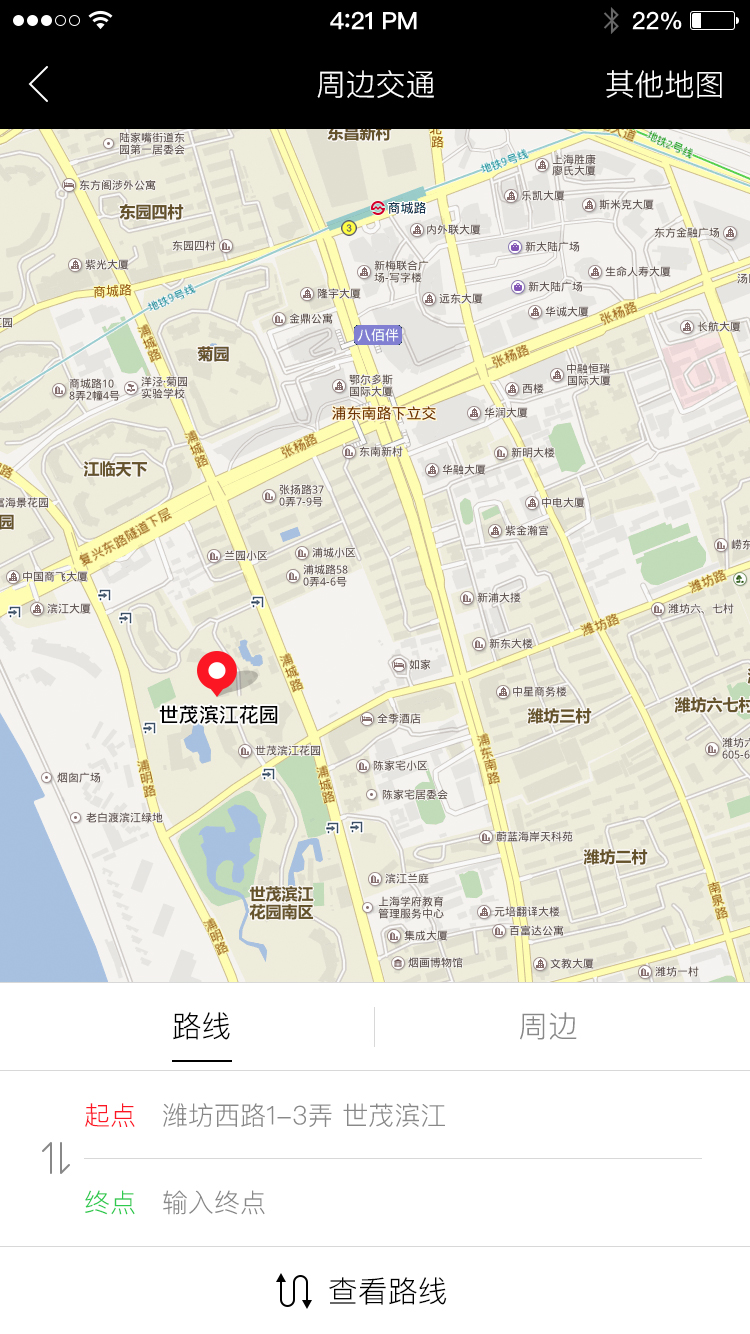 4:21 PM
22%
周边交通
其他地图
陆家嘴街道东
园第一居委会
东昌新村
地铁9号线
大道
地铁2号线
上海胜康
廖氏大厦
东方阁涉外公寓
乐凯大厦
斯米克大厦
东园四村
商城路
3
内外联大厦
东方金融广场
东园四村
新大陆广场
紫光大厦
新梅联合广
场-写字楼
生命人寿大厦
商城路
地铁9号线
隆宇大厦
远东大厦
新大陆广场
华诚大厦
张杨路
金鼎公寓
八佰伴
长航大厦
浦城路
菊园
张杨路
商城路10
8弄2幢4号
洋泾·菊园
实验学校
鄂尔多斯
国际大厦
中融恒瑞
国际大厦
西楼
浦东南路下立交
华润大厦
浦城路
张杨路
东南新村
新明大楼
江临天下
华融大厦
张扬路37
0弄7-9号
富海景花园
中电大厦
复兴东路隧道下层
紫金瀚宫
兰园小区
浦城小区
浦城路58
0弄4-6号
中国商飞大厦
潍坊路
滨江大厦
新浦大搂
潍坊六、七村
潍坊路
新东大楼
浦城路
如家
世茂滨江花园
中星商务楼
潍坊三村
潍坊六七村
全季酒店
世茂滨江花园
浦东南路
605-6
浦明路
浦城路
陈家宅小区
烟囱广场
陈家宅居委会
老白渡滨江绿地
蔚蓝海岸天科苑
潍坊二村
滨江兰庭
世茂滨江
花园南区
上海学府教育
管理服务中心
南泉路
元培翻译大楼
浦明路
集成大厦
百富达公寓
烟画博物馆
文教大厦
潍坊一村
路线
周边
起点
潍坊西路1-3弄 世茂滨江
终点
输入终点
查看路线